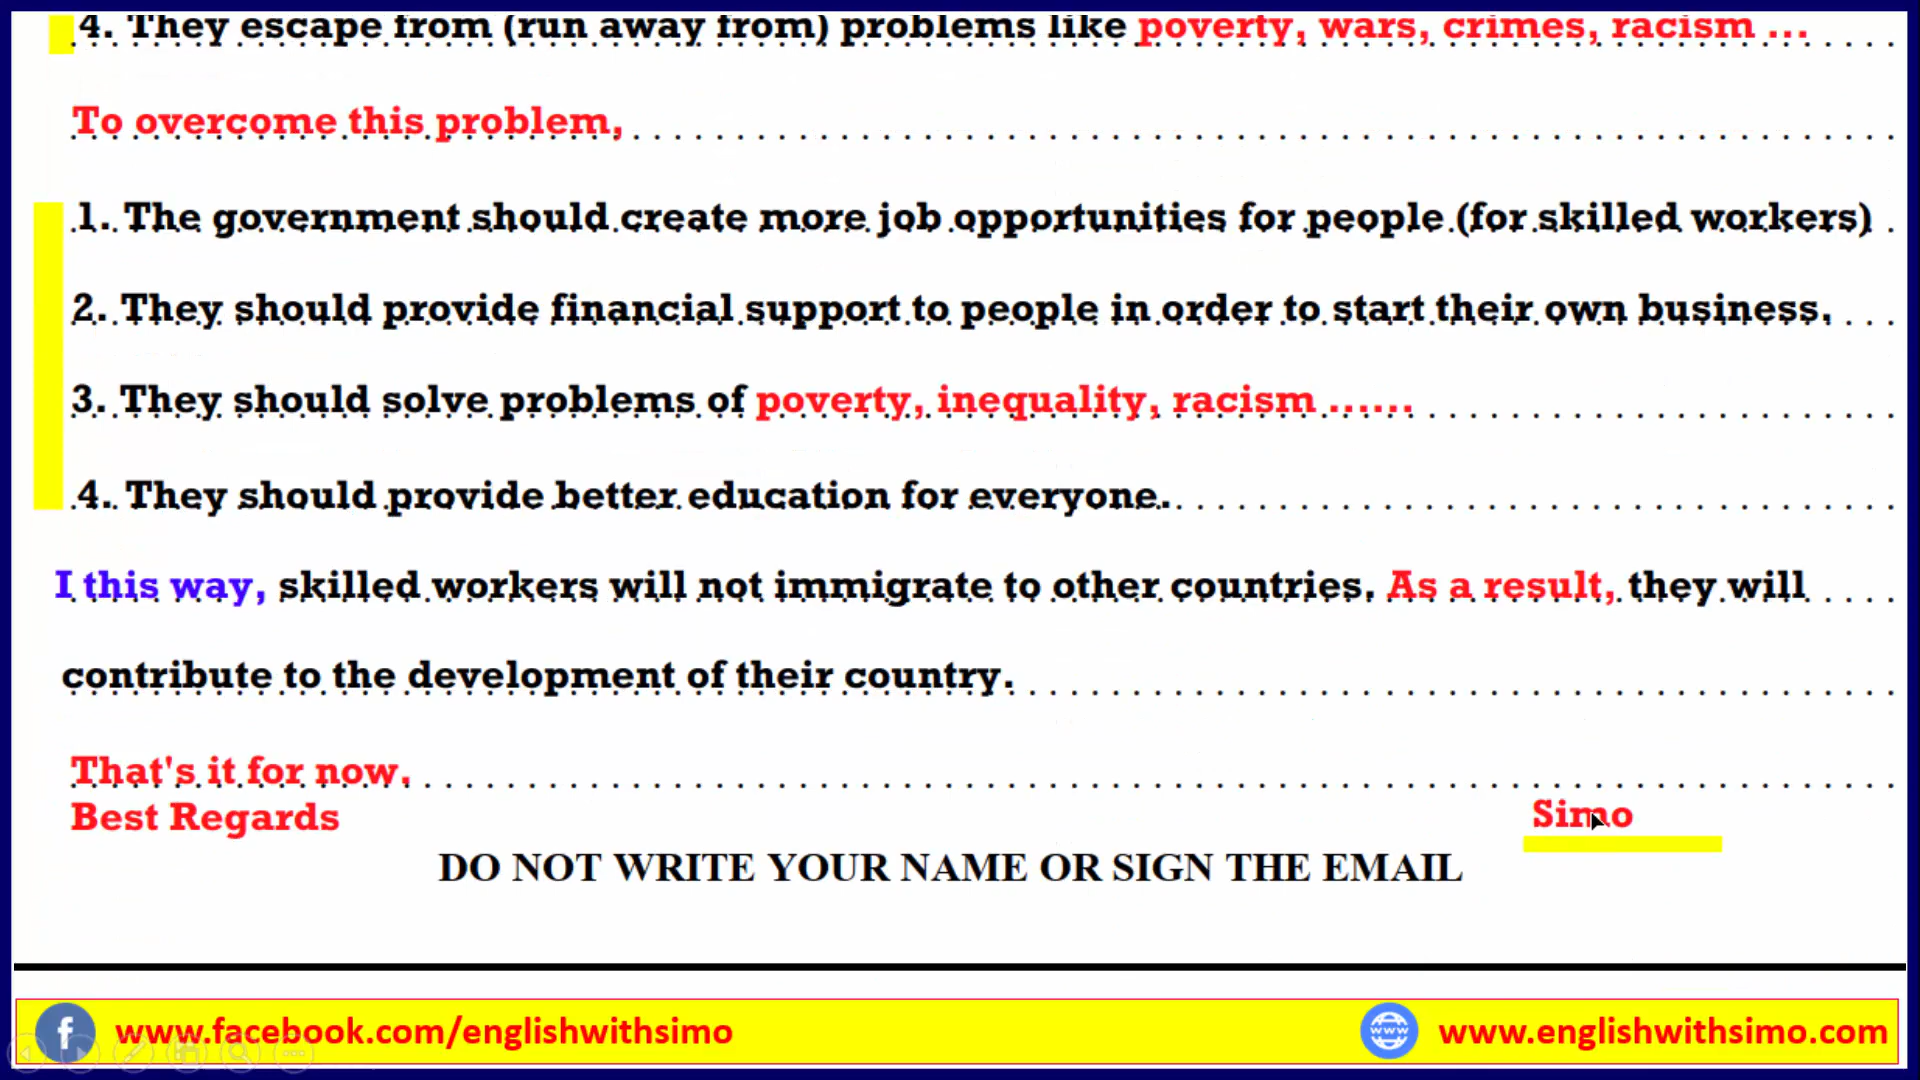 4. They escape from (run away from) problems like poverty, wars, crimes, racism ...
To overcome this problem,
1. The government should create more job opportunities for people (for skilled workers)
2. They should provide financial support to people in order to start their own business.
3. They should solve problems of poverty, inequality, racism ......
4. They should provide better education for everyone.
I this way, skilled workers will not immigrate to other countries. As a result, they will
contribute to the development of their country.
That's it for now,
Best Regards
Simo
DO NOT WRITE YOUR NAME OR SIGN THE EMAIL
f www.facebook.com/englishwithsimo
www www.englishwithsimo.com